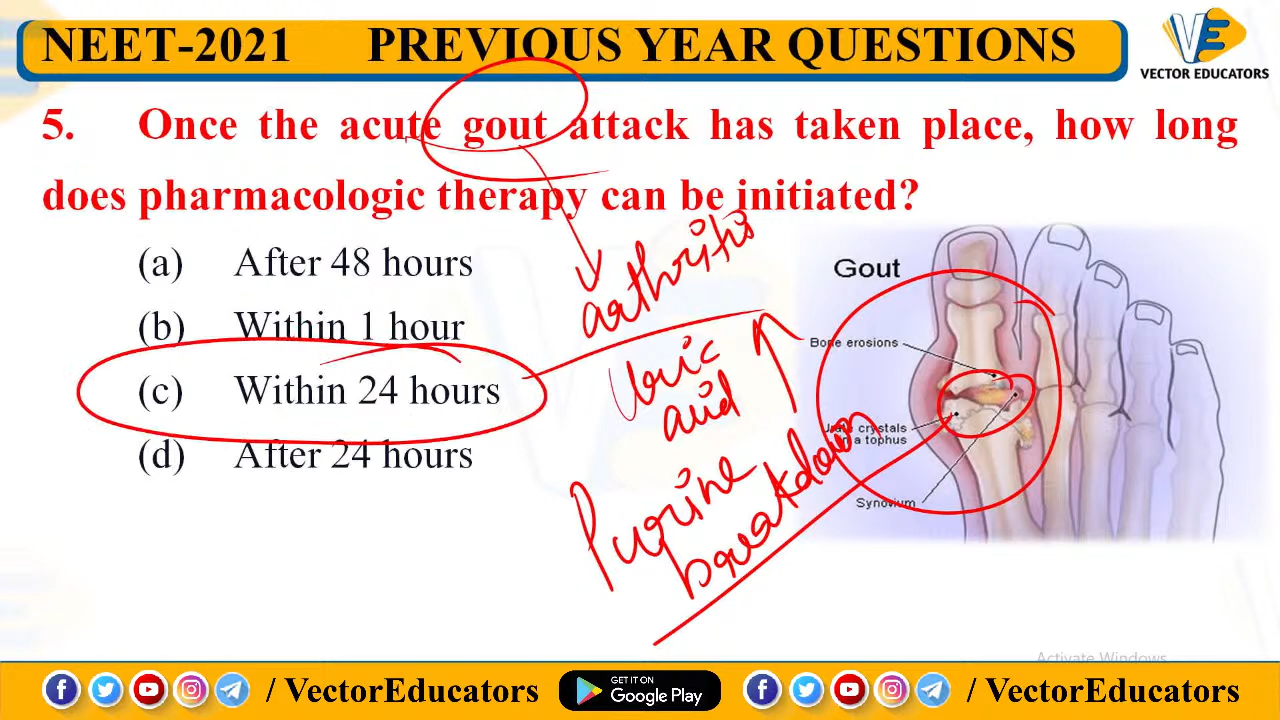 NEET-2021 PREVIOUS YEAR QUESTIONS
VECTOR EDUCATORS
5. Once the acute gout attack has taken place, how long
does pharmacologic therapy can be initiated?
(a) After 48 hours
(b) Within 1 hour
(c) Within 24 hours
(d) After 24 hours
arthritis
Uric
acid
Purine
breakdown
Gout
Bone erosions
Urate crystals
in a tophus
Synovium
Activate Windows
/ VectorEducators
GET IT ON
Google Play
/ VectorEducators